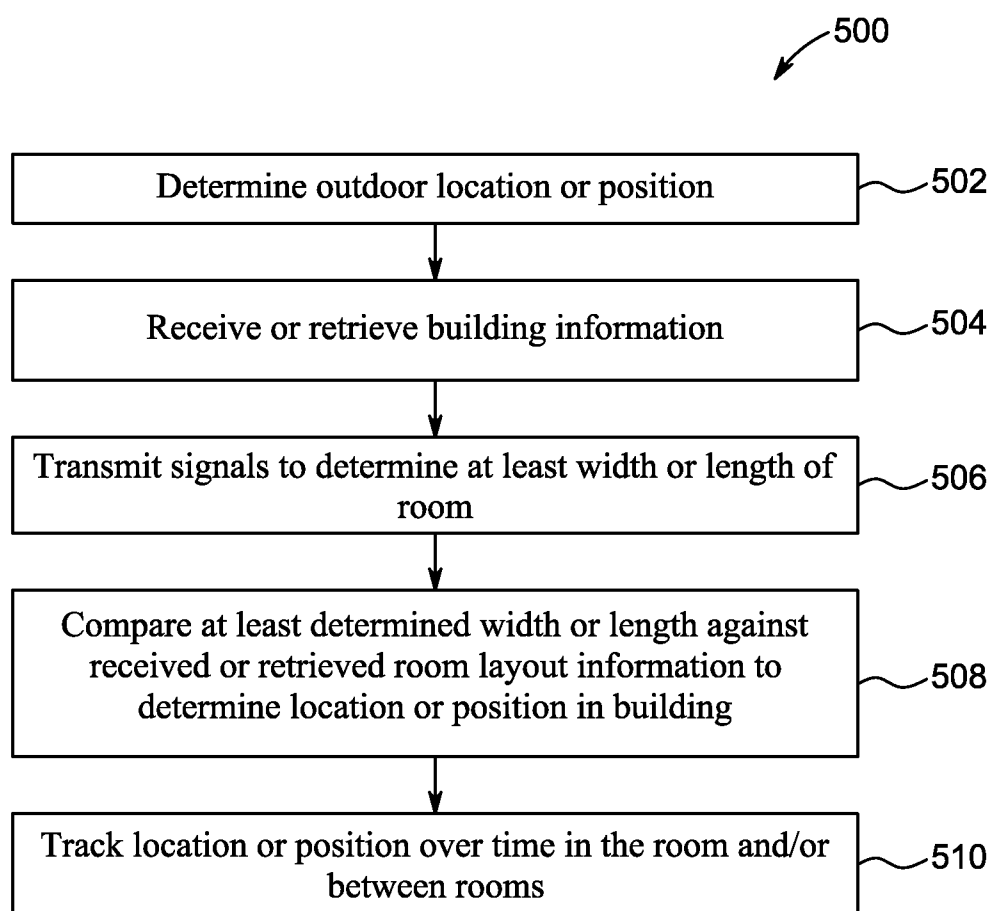 500
Determine outdoor location or position
502
Receive or retrieve building information
504
Transmit signals to determine at least width or length of
room
506
Compare at least determined width or length against
received or retrieved room layout information to
determine location or position in building
508
Track location or position over time in the room and/or
between rooms
510